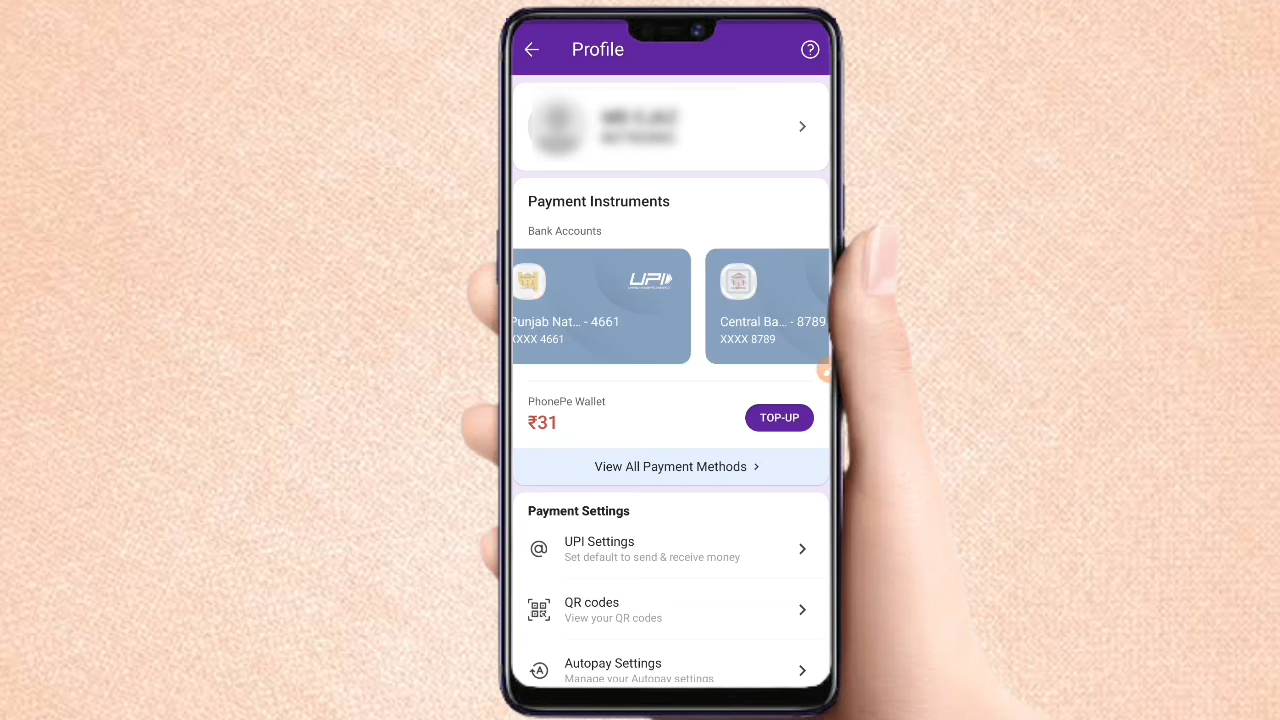 Profile
Payment Instruments
Bank Accounts
UPI
Punjab Nat... - 4661
XXXX 4661
Central Ba... - 8789
XXXX 8789
PhonePe Wallet
₹31
TOP-UP
View All Payment Methods
Payment Settings
UPI Settings
Set default to send & receive money
QR codes
View your QR codes
Autopay Settings
Manage your Autopay settings